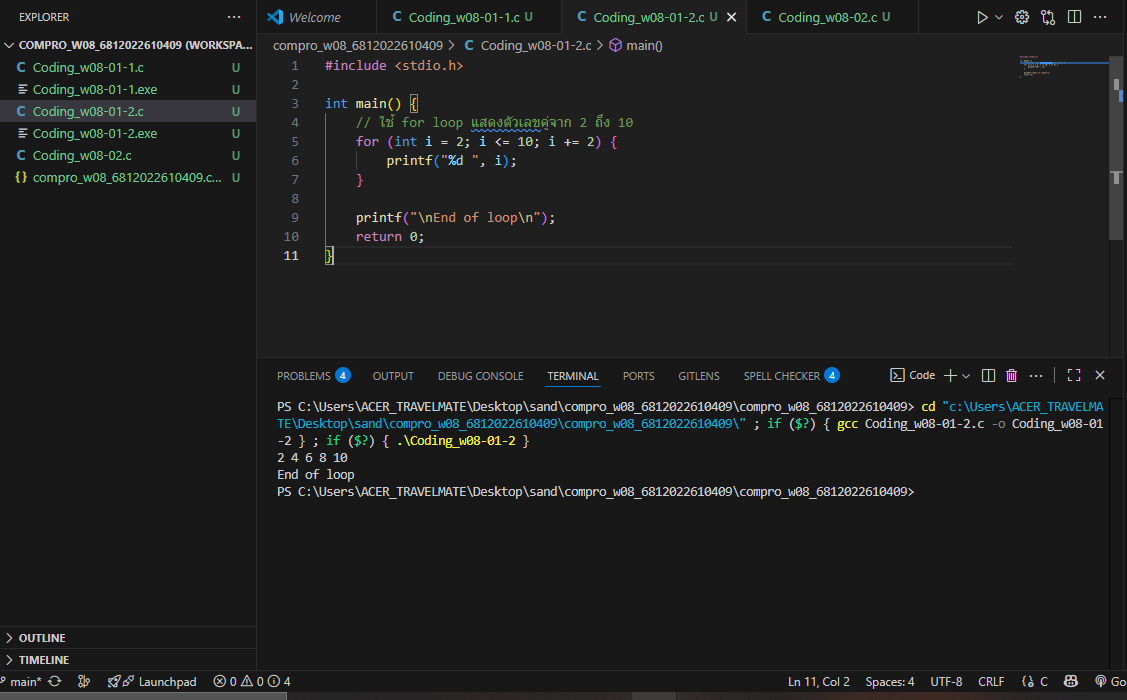 EXPLORER
COMPRO_W08_6812022610409 (WORKSPA...
Coding_w08-01-1.c U
Coding_w08-01-1.exe U
Coding_w08-01-2.c U
Coding_w08-01-2.exe U
Coding_w08-02.c U
compro_w08_6812022610409.c... U
OUTLINE
TIMELINE
Welcome
Coding_w08-01-1.c U
Coding_w08-01-2.c U
Coding_w08-02.c U
compro_w08_6812022610409 > C Coding_w08-01-2.c > main()
1 #include <stdio.h>
2
3 int main() {
4 // ใช้ for loop แสดงตัวเลขคู่จาก 2 ถึง 10
5 for (int i = 2; i <= 10; i += 2) {
6 printf("%d ", i);
7 }
8
9 printf("\nEnd of loop\n");
10 return 0;
11 }
PROBLEMS 4 OUTPUT DEBUG CONSOLE TERMINAL PORTS GITLENS SPELL CHECKER 4 Code
PS C:\Users\ACER_TRAVELMATE\Desktop\sand\compro_w08_6812022610409\compro_w08_6812022610409> cd "c:\Users\ACER_TRAVELMA
TE\Desktop\sand\compro_w08_6812022610409\compro_w08_6812022610409\" ; if ($?) { gcc Coding_w08-01-2.c -o Coding_w08-01
-2 } ; if ($?) { .\Coding_w08-01-2 }
2 4 6 8 10
End of loop
PS C:\Users\ACER_TRAVELMATE\Desktop\sand\compro_w08_6812022610409\compro_w08_6812022610409>
main* Launchpad 0 0 4 Ln 11, Col 2 Spaces: 4 UTF-8 CRLF C Go